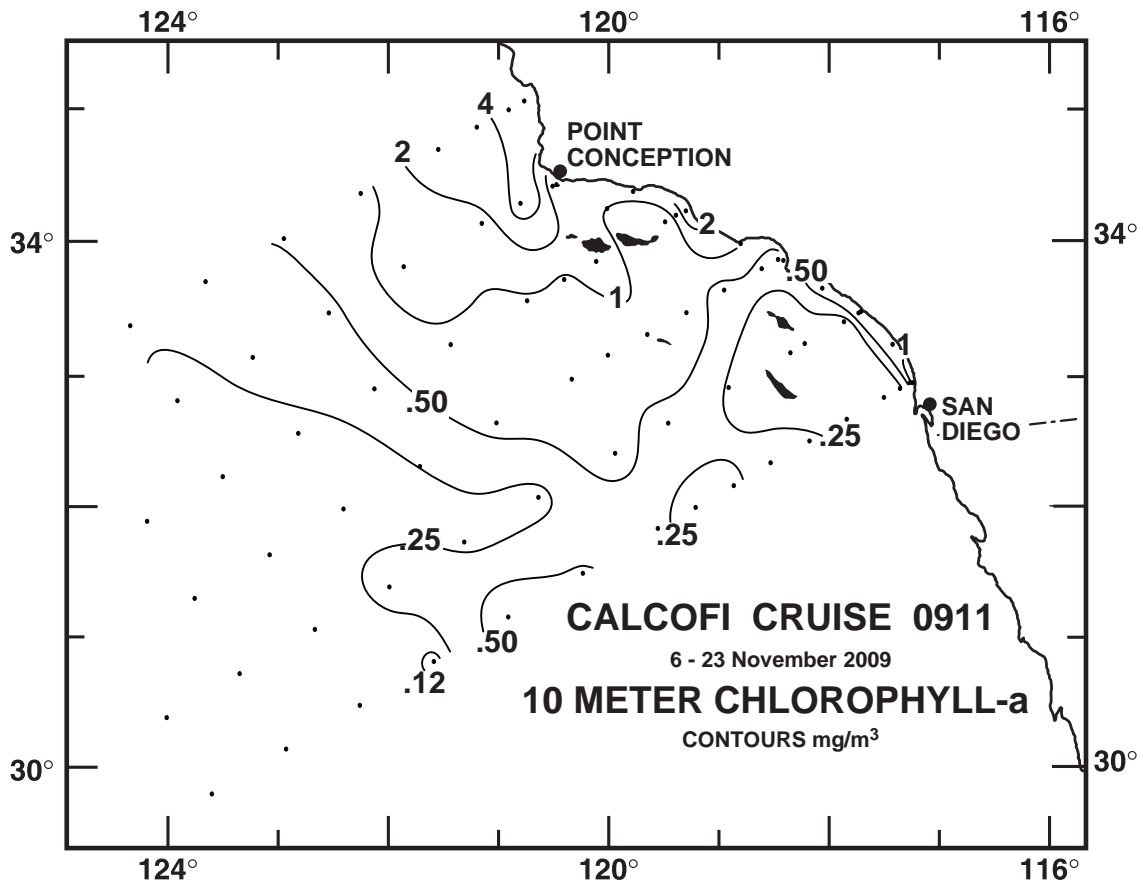 124° 120° 116°
4
POINT
CONCEPTION
2
2
34° 34°
.50
1
1
.50
SAN
DIEGO
.25
.25
.25
CALCOFI CRUISE 0911
.50
6 - 23 November 2009
.12
10 METER CHLOROPHYLL-a
CONTOURS mg/m³
30° 30°
124° 120° 116°